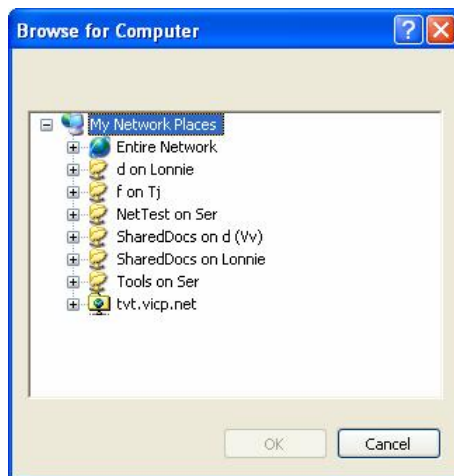 Browse for Computer
My Network Places
Entire Network
d on Lonnie
f on Tj
NetTest on Ser
SharedDocs on d (Vv)
SharedDocs on Lonnie
Tools on Ser
tvt.vicp.net
OK Cancel